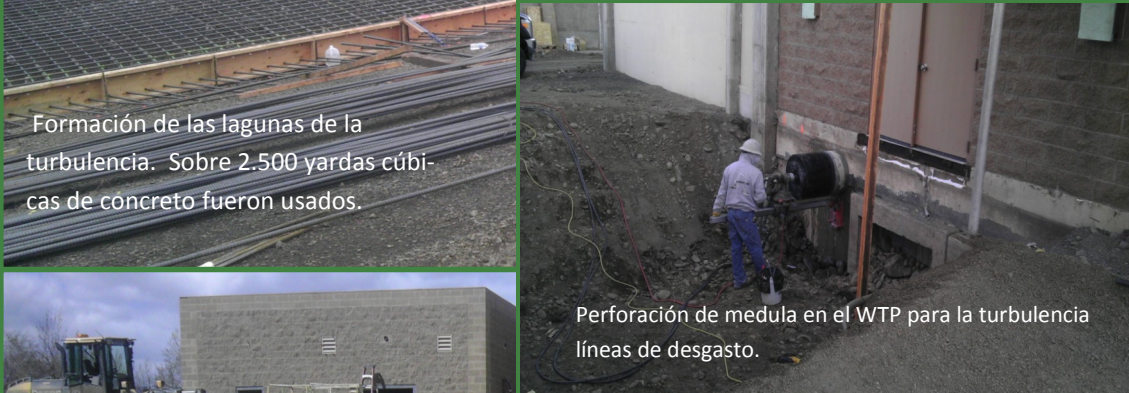 Formación de las lagunas de la
turbulencia.  Sobre 2.500 yardas cúbi-
cas de concreto fueron usados.
Perforación de medula en el WTP para la turbulencia
líneas de desgasto.